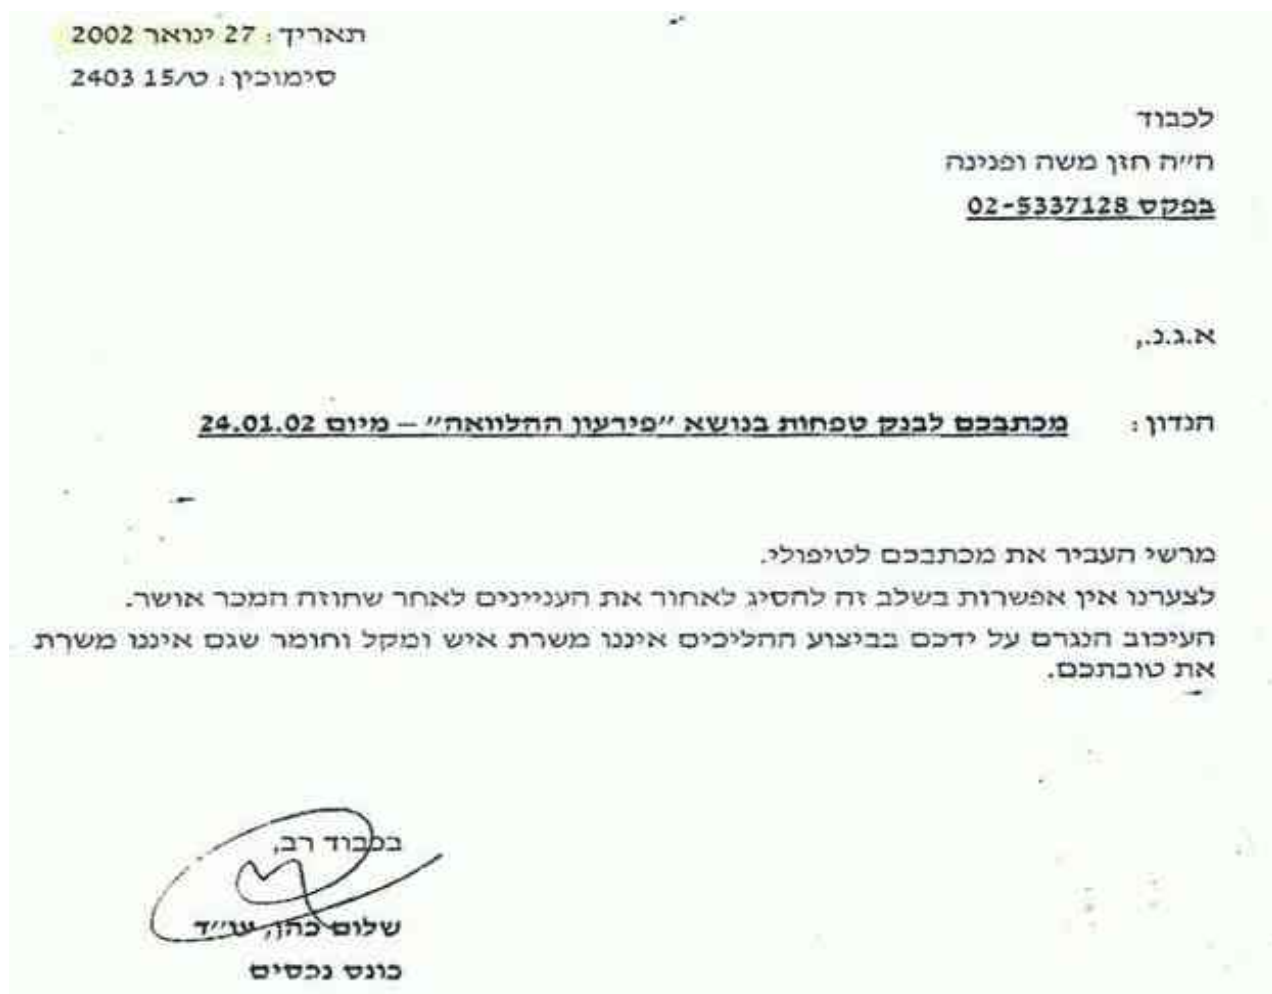 תאריך: 27 ינואר 2002
סימוכין: ט/15 2403
לכבוד
ה״ה חזן משה ופנינה
בפקס 02-5337128
א.ג.נ.,
הנדון: מכתבכם לבנק טפחות בנושא ״פירעון ההלוואה״ – מיום 24.01.02
מרשי העביר את מכתבכם לטיפולי.
לצערנו אין אפשרות בשלב זה להסיג לאחור את העניינים לאחר שחוזה המכר אושר.
העיכוב הנגרם על ידכם בביצוע ההליכים איננו משרת איש ומקל וחומר שגם איננו משרת
את טובתכם.
בכבוד רב,
שלום כהן, עו״ד
כונס נכסים